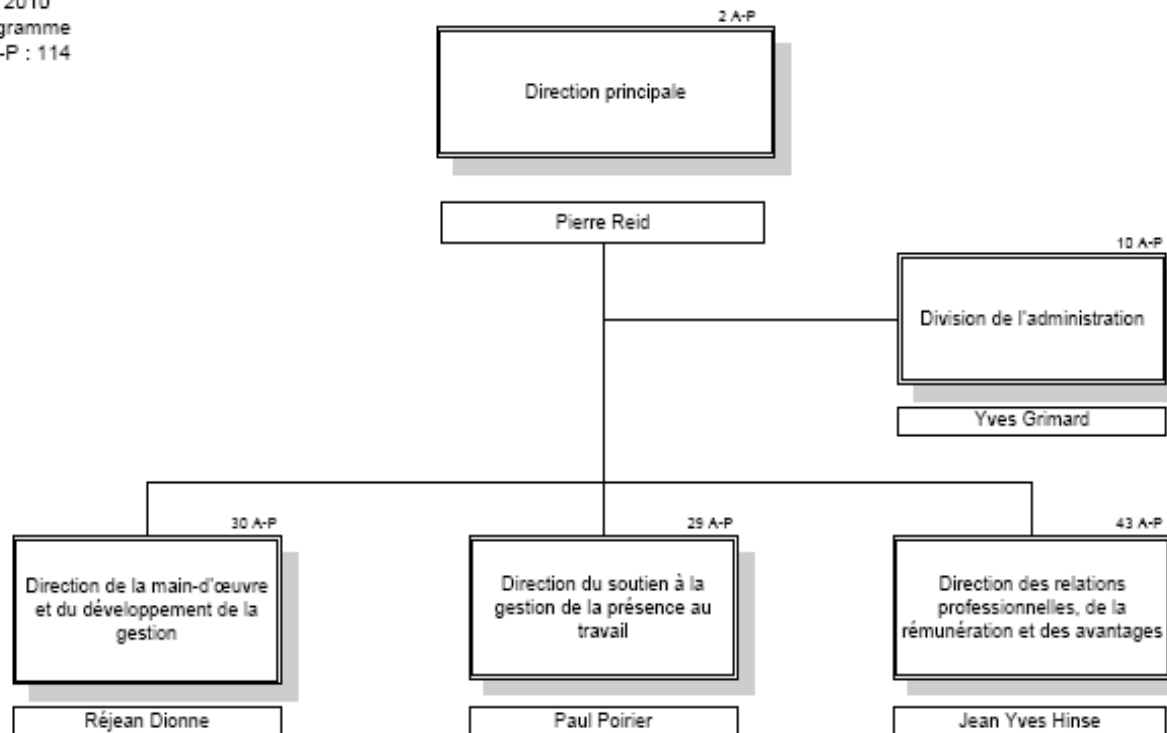 2010
2 A-P
Direction principale
Pierre Reid
10 A-P
Division de l'administration
Yves Grimard
30 A-P
Direction de la main-d'œuvre
et du développement de la
gestion
Réjean Dionne
29 A-P
Direction du soutien à la
gestion de la présence au
travail
Paul Poirier
43 A-P
Direction des relations
professionnelles, de la
rémunération et des avantages
Jean Yves Hinse
-P : 114